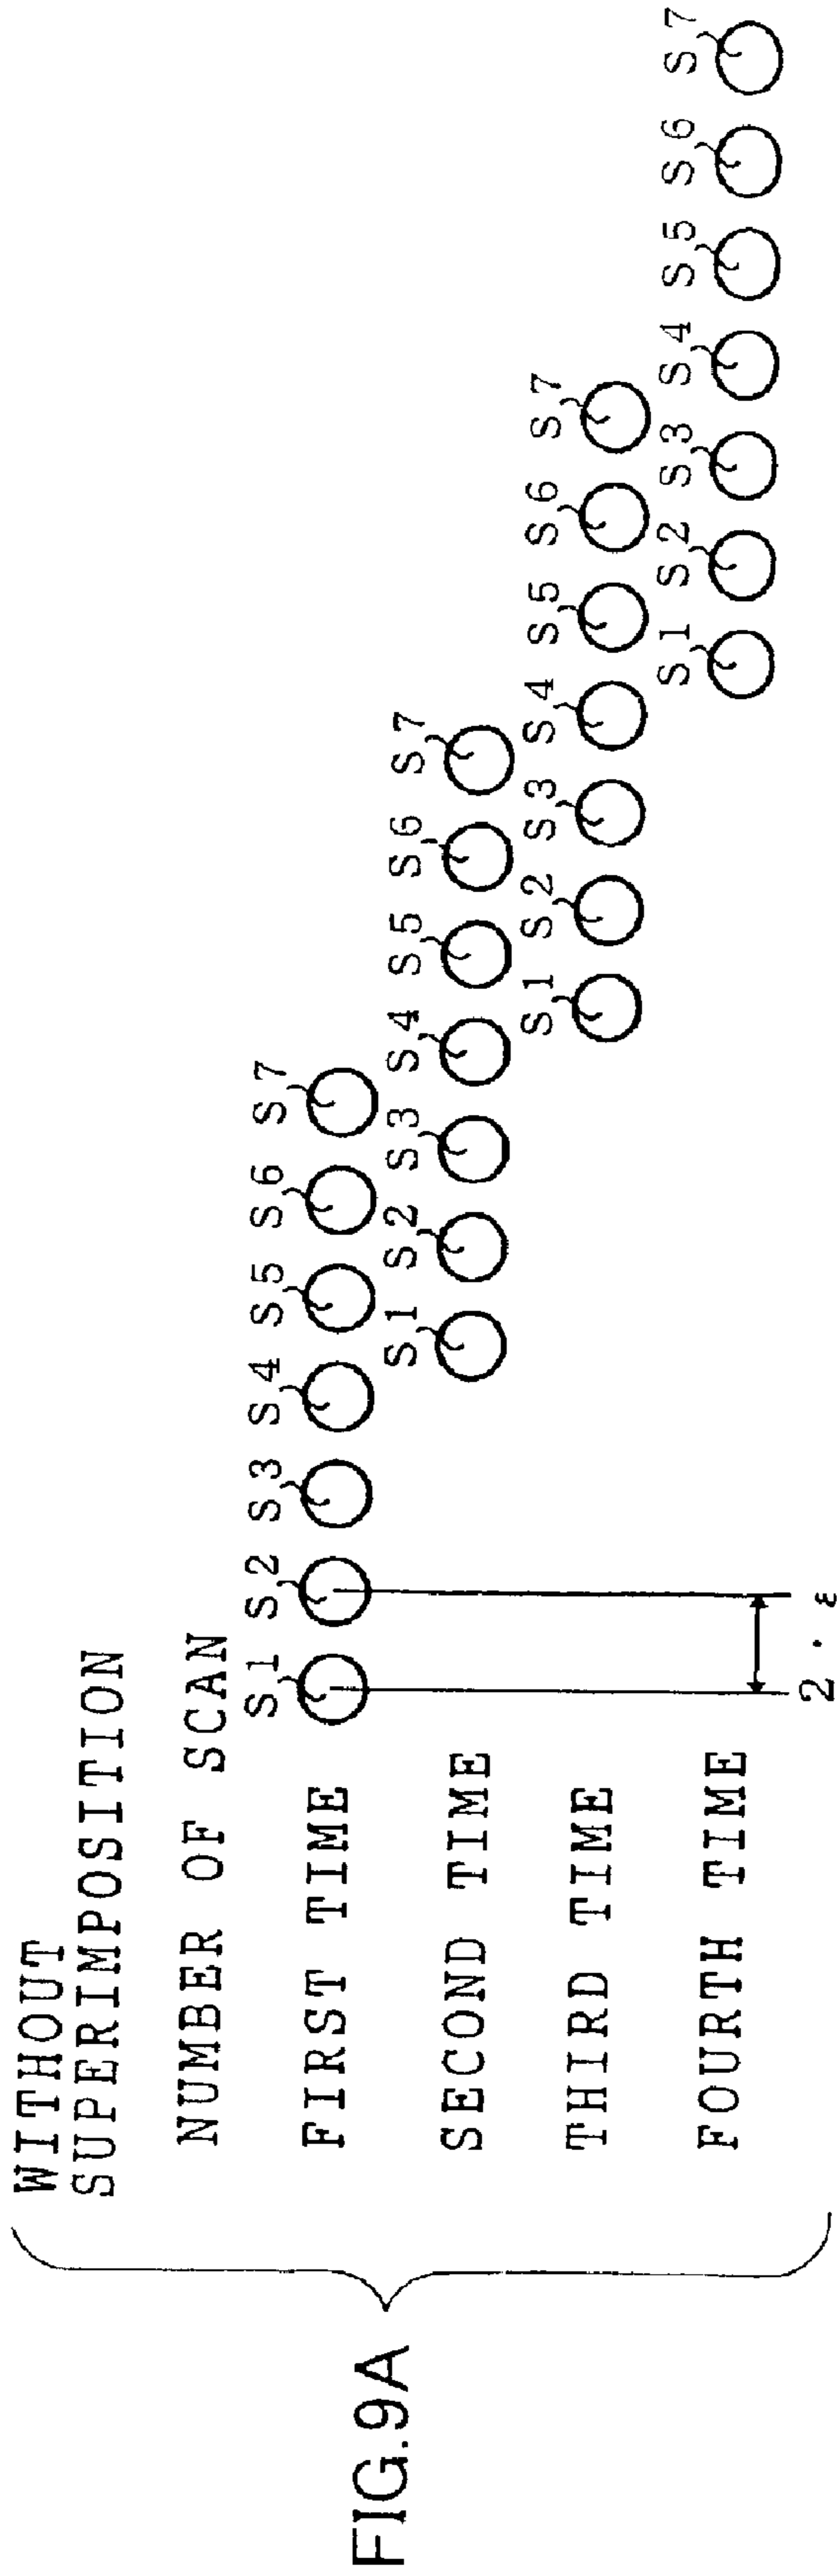 FIG.9A
WITHOUT
SUPERIMPOSITION
NUMBER OF SCAN
FIRST TIME
S1 S2 S3 S4 S5 S6 S7
SECOND TIME
S1 S2 S3 S4 S5 S6 S7
THIRD TIME
S1 S2 S3 S4 S5 S6 S7
FOURTH TIME
S1 S2 S3 S4 S5 S6 S7
2 · ε